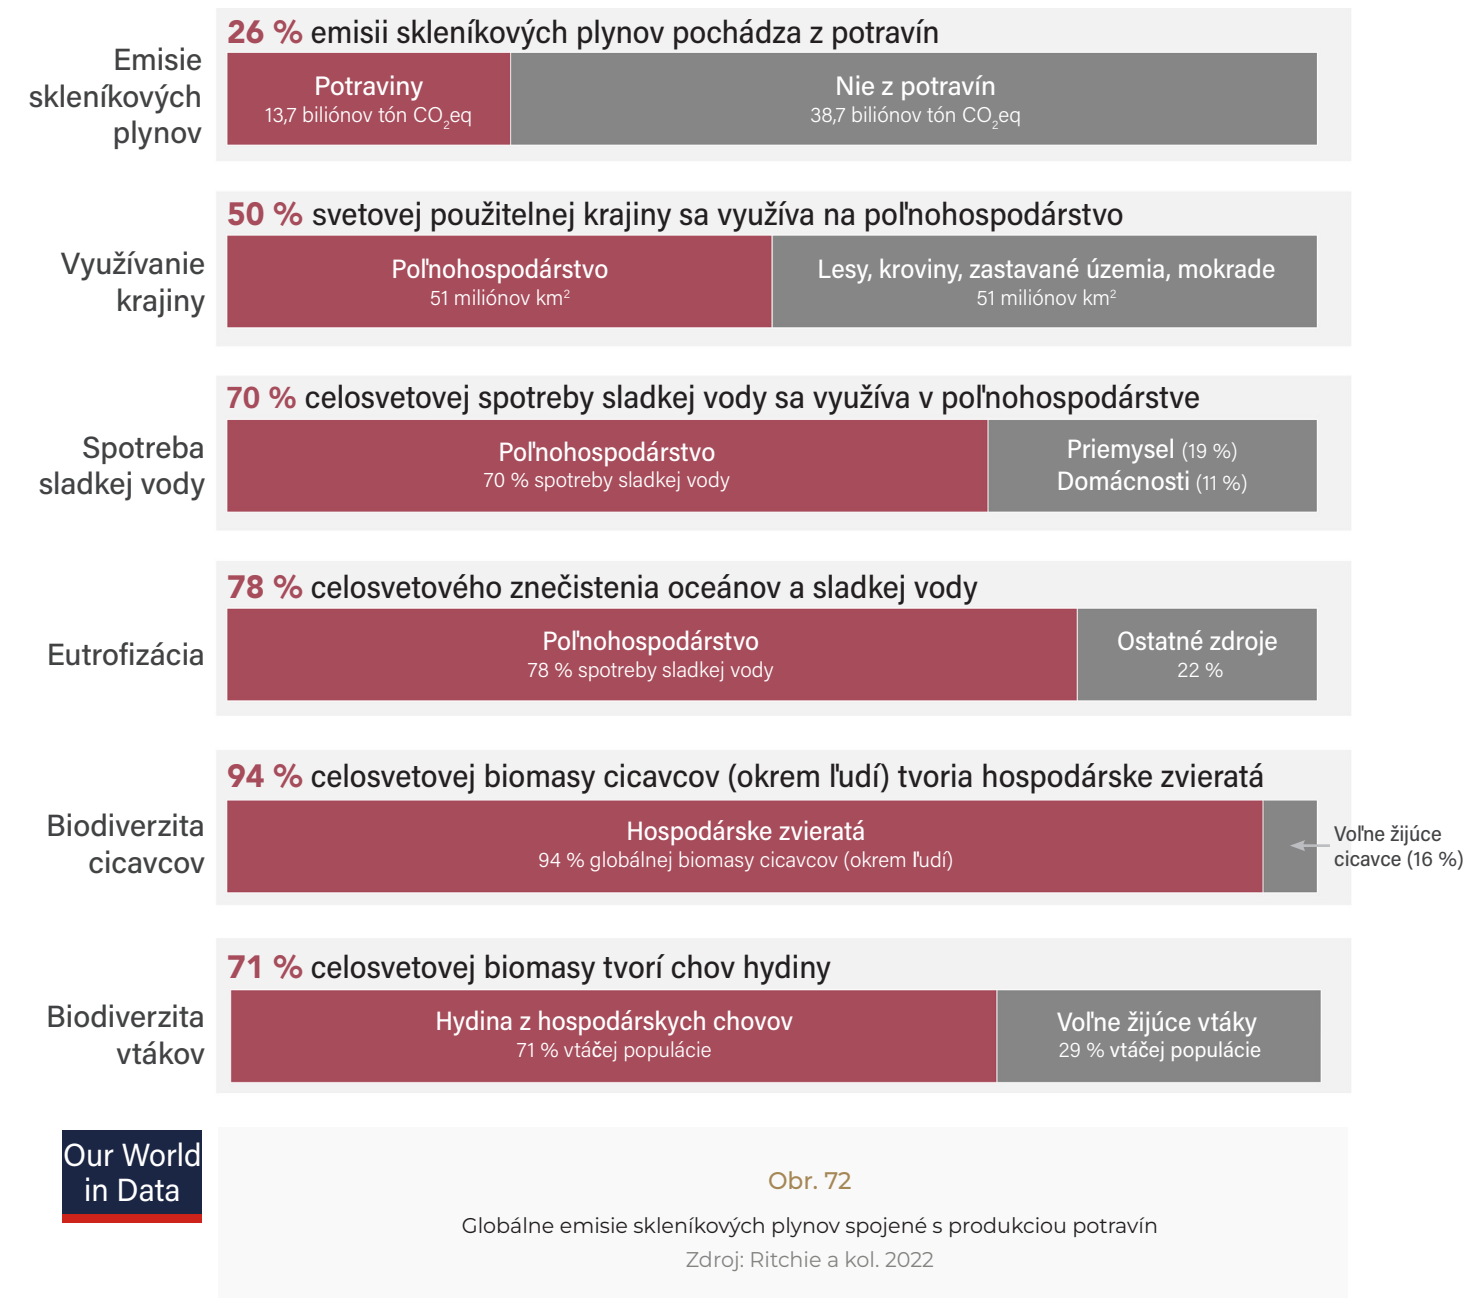 Emisie
skleníkových
plynov
26 % emisii skleníkových plynov pochádza z potravín
Potraviny
13,7 biliónov tón CO₂eq
Nie z potravín
38,7 biliónov tón CO₂eq
Využívanie
krajiny
50 % svetovej použitelnej krajiny sa využíva na poľnohospodárstvo
Poľnohospodárstvo
51 miliónov km²
Lesy, kroviny, zastavané územia, mokrade
51 miliónov km²
Spotreba
sladkej vody
70 % celosvetovej spotreby sladkej vody sa využíva v poľnohospodárstve
Poľnohospodárstvo
70 % spotreby sladkej vody
Priemysel (19 %)
Domácnosti (11 %)
Eutrofizácia
78 % celosvetového znečistenia oceánov a sladkej vody
Poľnohospodárstvo
78 % spotreby sladkej vody
Ostatné zdroje
22 %
Biodiverzita
cicavcov
94 % celosvetovej biomasy cicavcov (okrem ľudí) tvoria hospodárske zvieratá
Hospodárske zvieratá
94 % globálnej biomasy cicavcov (okrem ľudí)
Voľne žijúce
cicavce (16 %)
Biodiverzita
vtákov
71 % celosvetovej biomasy tvorí chov hydiny
Hydina z hospodárskych chovov
71 % vtáčej populácie
Voľne žijúce vtáky
29 % vtáčej populácie
Our World
in Data
Obr. 72
Globálne emisie skleníkových plynov spojené s produkciou potravín
Zdroj: Ritchie a kol. 2022